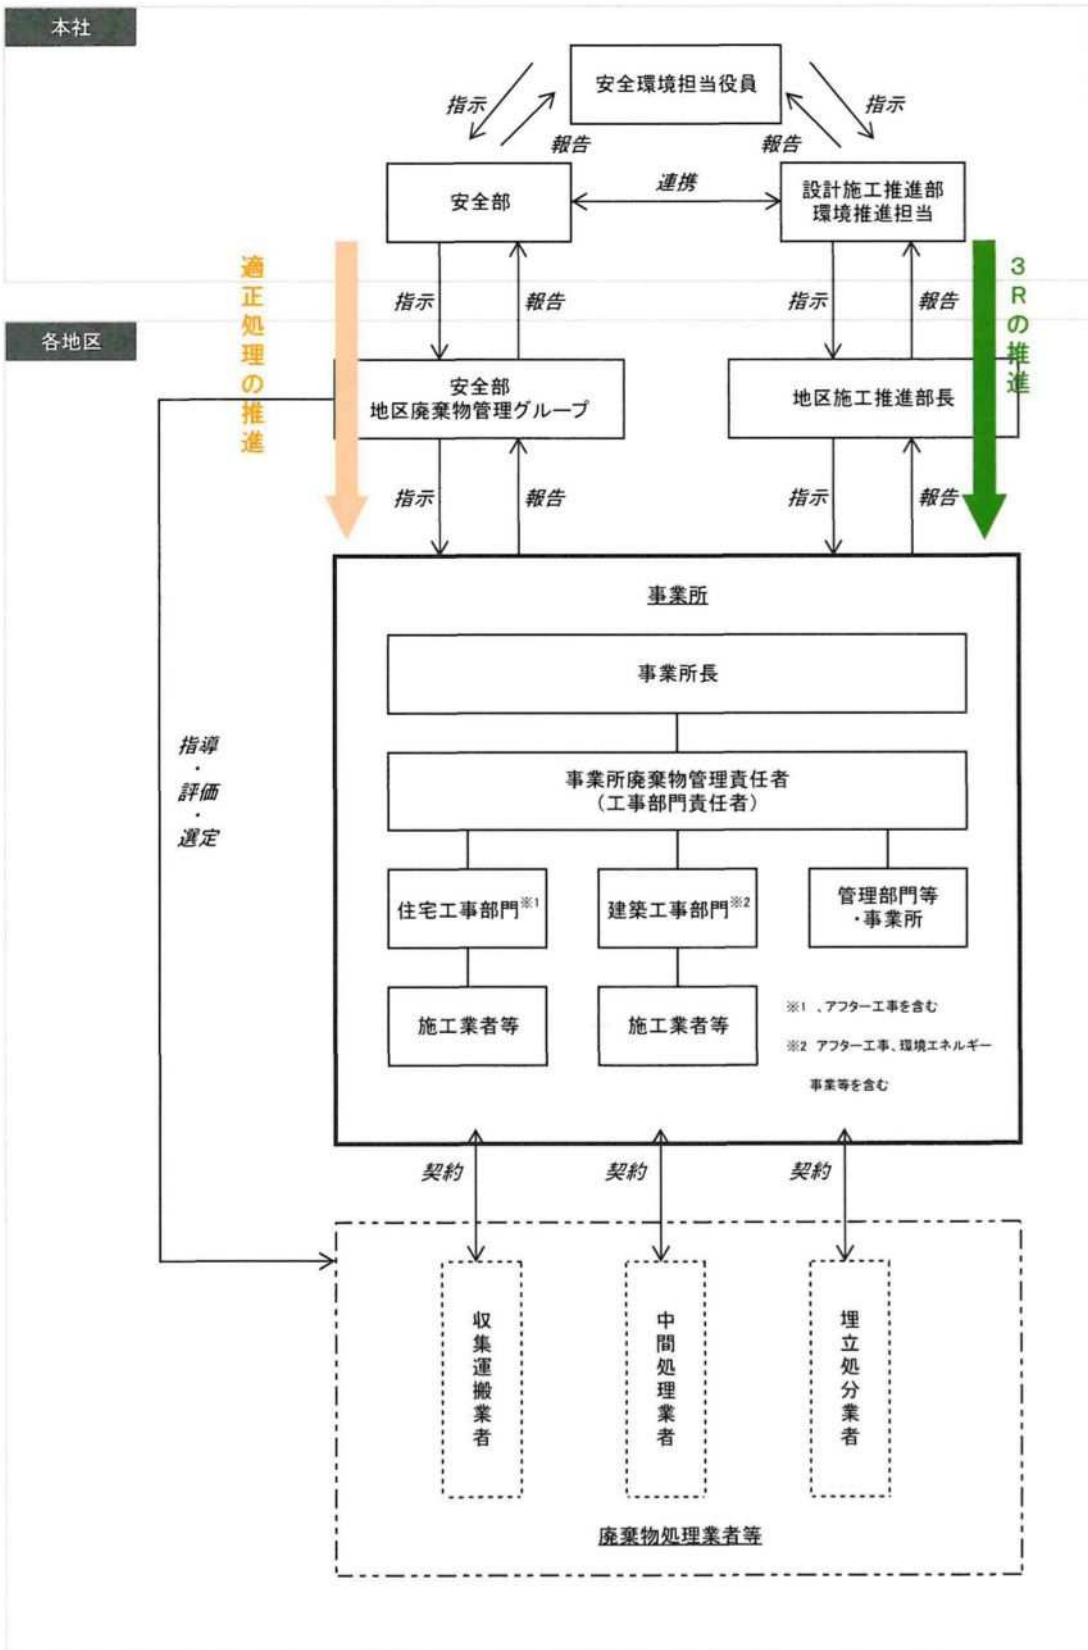 本社
安全環境担当役員
指示
報告
報告
指示
安全部
連携
設計施工推進部
環境推進担当
適正処理の推進
3Rの推進
指示
報告
指示
報告
各地区
安全部
地区廃棄物管理グループ
地区施工推進部長
指示
報告
指示
報告
事業所
事業所長
指導
・
評価
・
選定
事業所廃棄物管理責任者
(工事部門責任者)
住宅工事部門※1
建築工事部門※2
管理部門等
・事業所
施工業者等
施工業者等
※1 、アフター工事を含む
※2 アフター工事、環境エネルギー
事業等を含む
契約
契約
契約
収集運搬業者
中間処理業者
埋立処分業者
廃棄物処理業者等